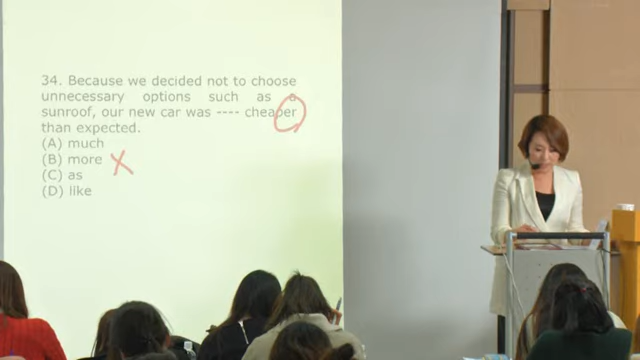 34. Because we decided not to choose
unnecessary options such as a
sunroof, our new car was ---- cheaper
than expected.
(A) much
(B) more
(C) as
(D) like